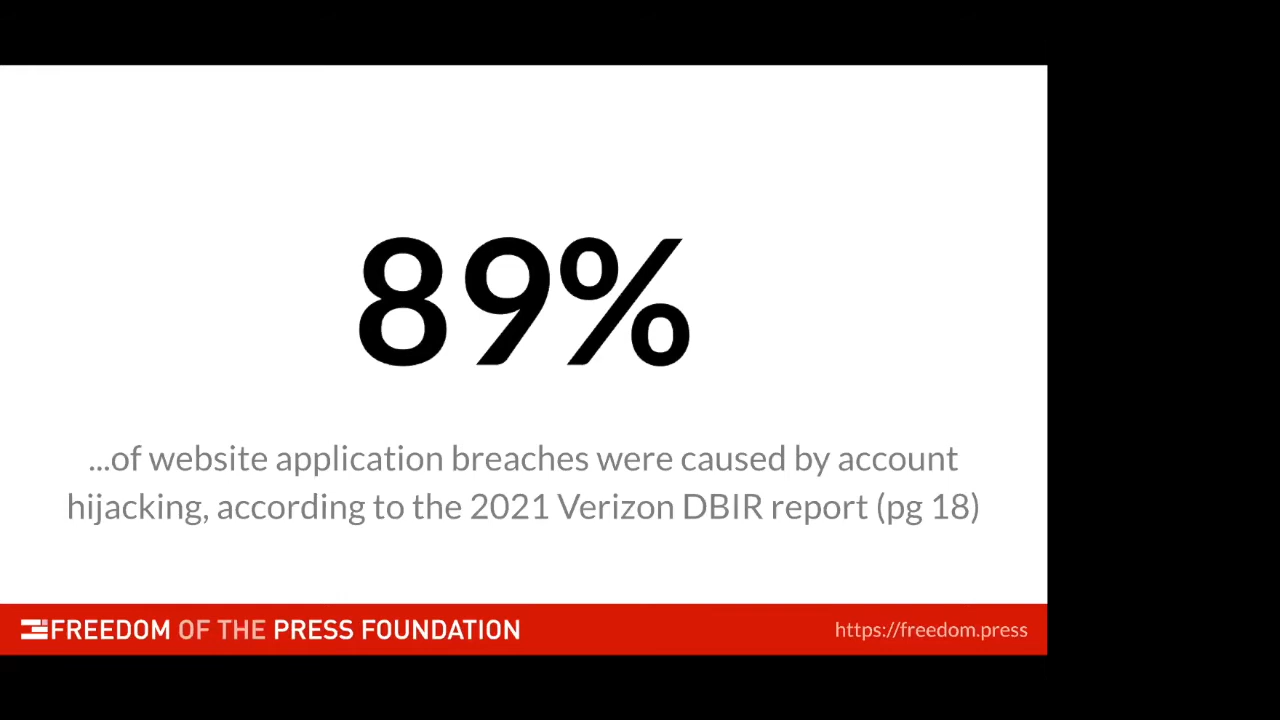 89%
...of website application breaches were caused by account
hijacking, according to the 2021 Verizon DBIR report (pg 18)
FREEDOM OF THE PRESS FOUNDATION
https://freedom.press